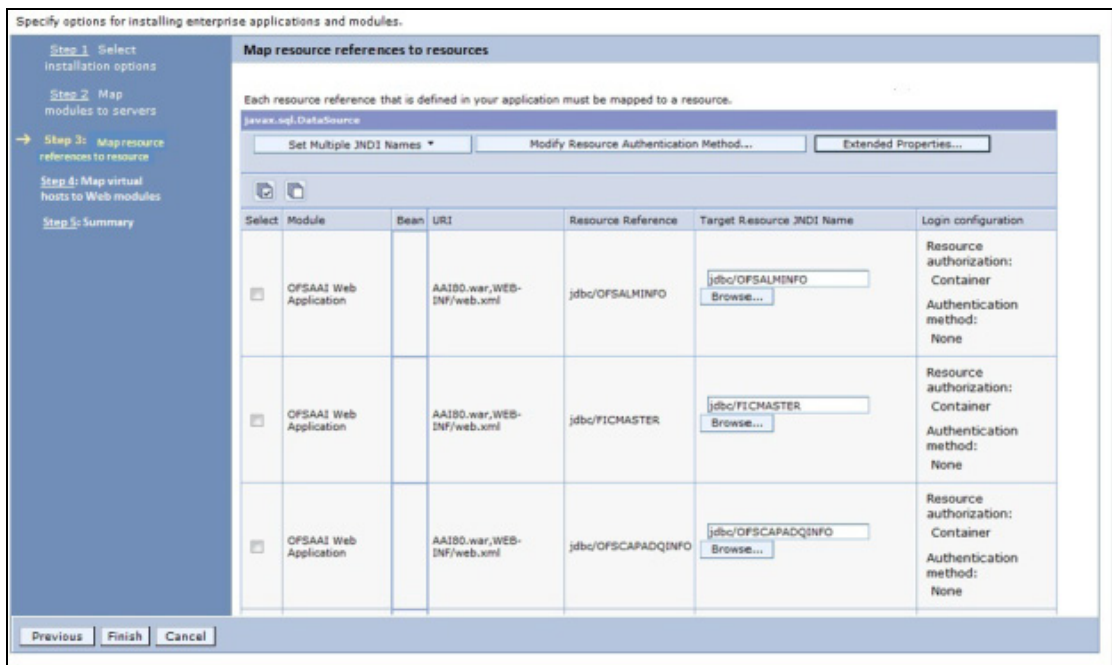 Specify options for installing enterprise applications and modules.
Step 1 Select
installation options
Step 2 Map
modules to servers
Step 3: Map resource
references to resource
Step 4: Map virtual
hosts to Web modules
Step 5: Summary
Map resource references to resources
Each resource reference that is defined in your application must be mapped to a resource.
javax.sql.DataSource
Set Multiple JNDI Names
Modify Resource Authentication Method...
Extended Properties...
Select Module Bean URI Resource Reference Target Resource JNDI Name Login configuration
OFSAAI Web
Application
AAI80.war,WEB-
INF/web.xml
jdbc/OFSALMINFO
jdbc/OFSALMINFO
Browse...
Resource
authorization:
Container
Authentication
method:
None
OFSAAI Web
Application
AAI80.war,WEB-
INF/web.xml
jdbc/FICMASTER
jdbc/FICMASTER
Browse...
Resource
authorization:
Container
Authentication
method:
None
OFSAAI Web
Application
AAI80.war,WEB-
INF/web.xml
jdbc/OFSCAPADQINFO
jdbc/OFSCAPADQINFO
Browse...
Resource
authorization:
Container
Authentication
method:
None
Previous Finish Cancel